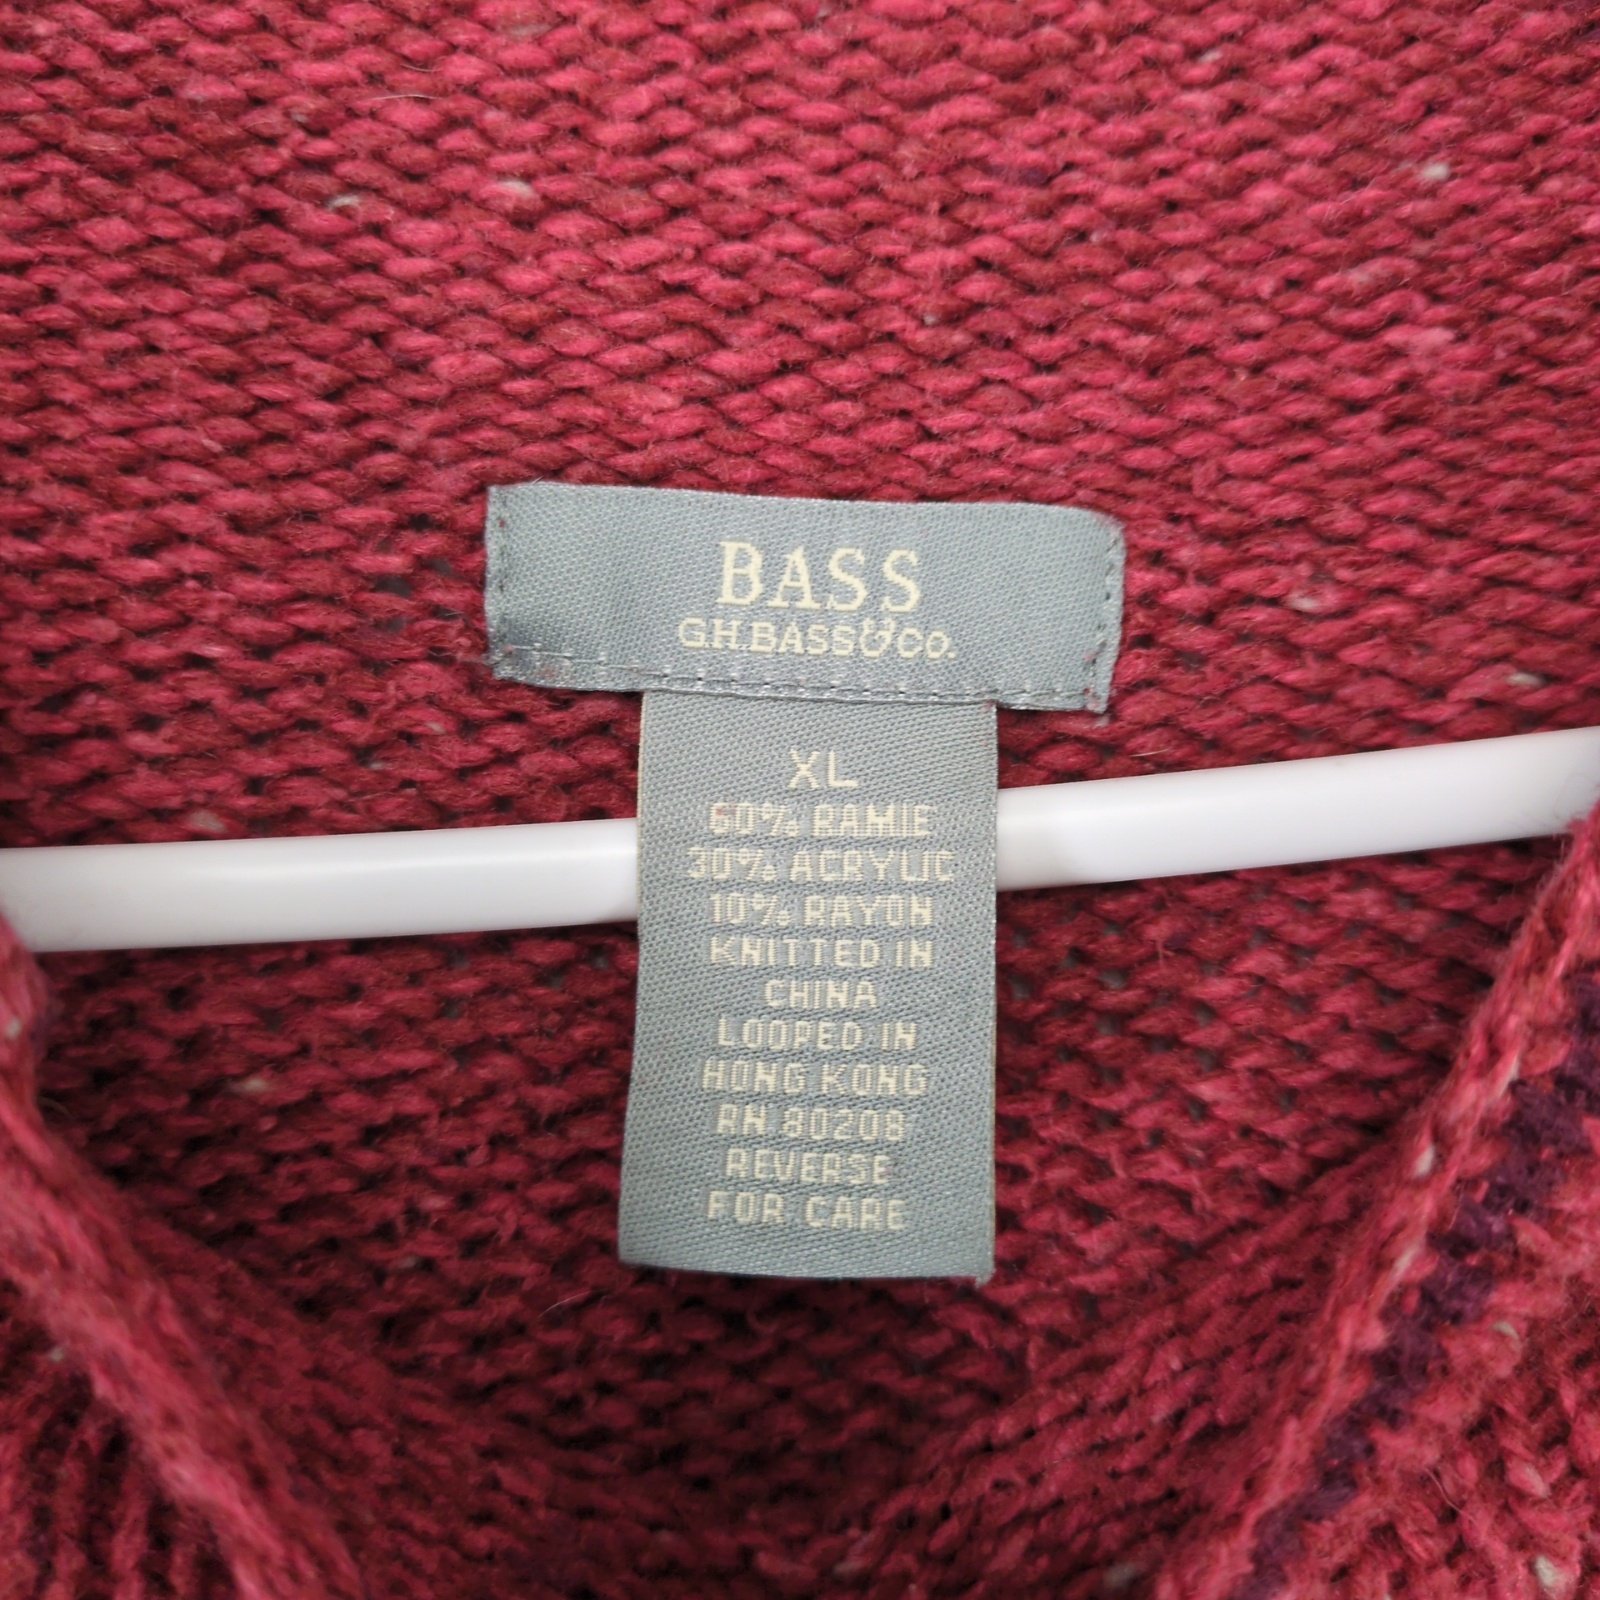 BASS
G.H.BASS&CO.
XL
60% RAMIE
30% ACRYLIC
10% RAYON
KNITTED IN
CHINA
LOOPED IN
HONG KONG
RN 80208
REVERSE
FOR CARE